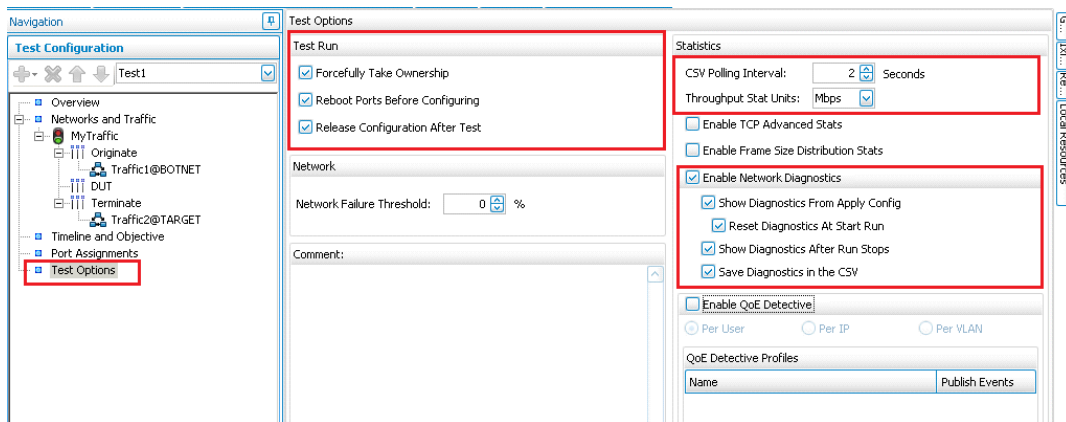 Navigation
Test Configuration
Test1
Overview
Networks and Traffic
MyTraffic
Originate
Traffic1@BOTNET
DUT
Terminate
Traffic2@TARGET
Timeline and Objective
Port Assignments
Test Options
Test Options
Test Run
Forcefully Take Ownership
Reboot Ports Before Configuring
Release Configuration After Test
Network
Network Failure Threshold: 0 %
Comment:
Statistics
CSV Polling Interval: 2 Seconds
Throughput Stat Units: Mbps
Enable TCP Advanced Stats
Enable Frame Size Distribution Stats
Enable Network Diagnostics
Show Diagnostics From Apply Config
Reset Diagnostics At Start Run
Show Diagnostics After Run Stops
Save Diagnostics in the CSV
Enable QoE Detective
Per User Per IP Per VLAN
QoE Detective Profiles
Name Publish Events
G...
IXI...
Ke...
Local Resources